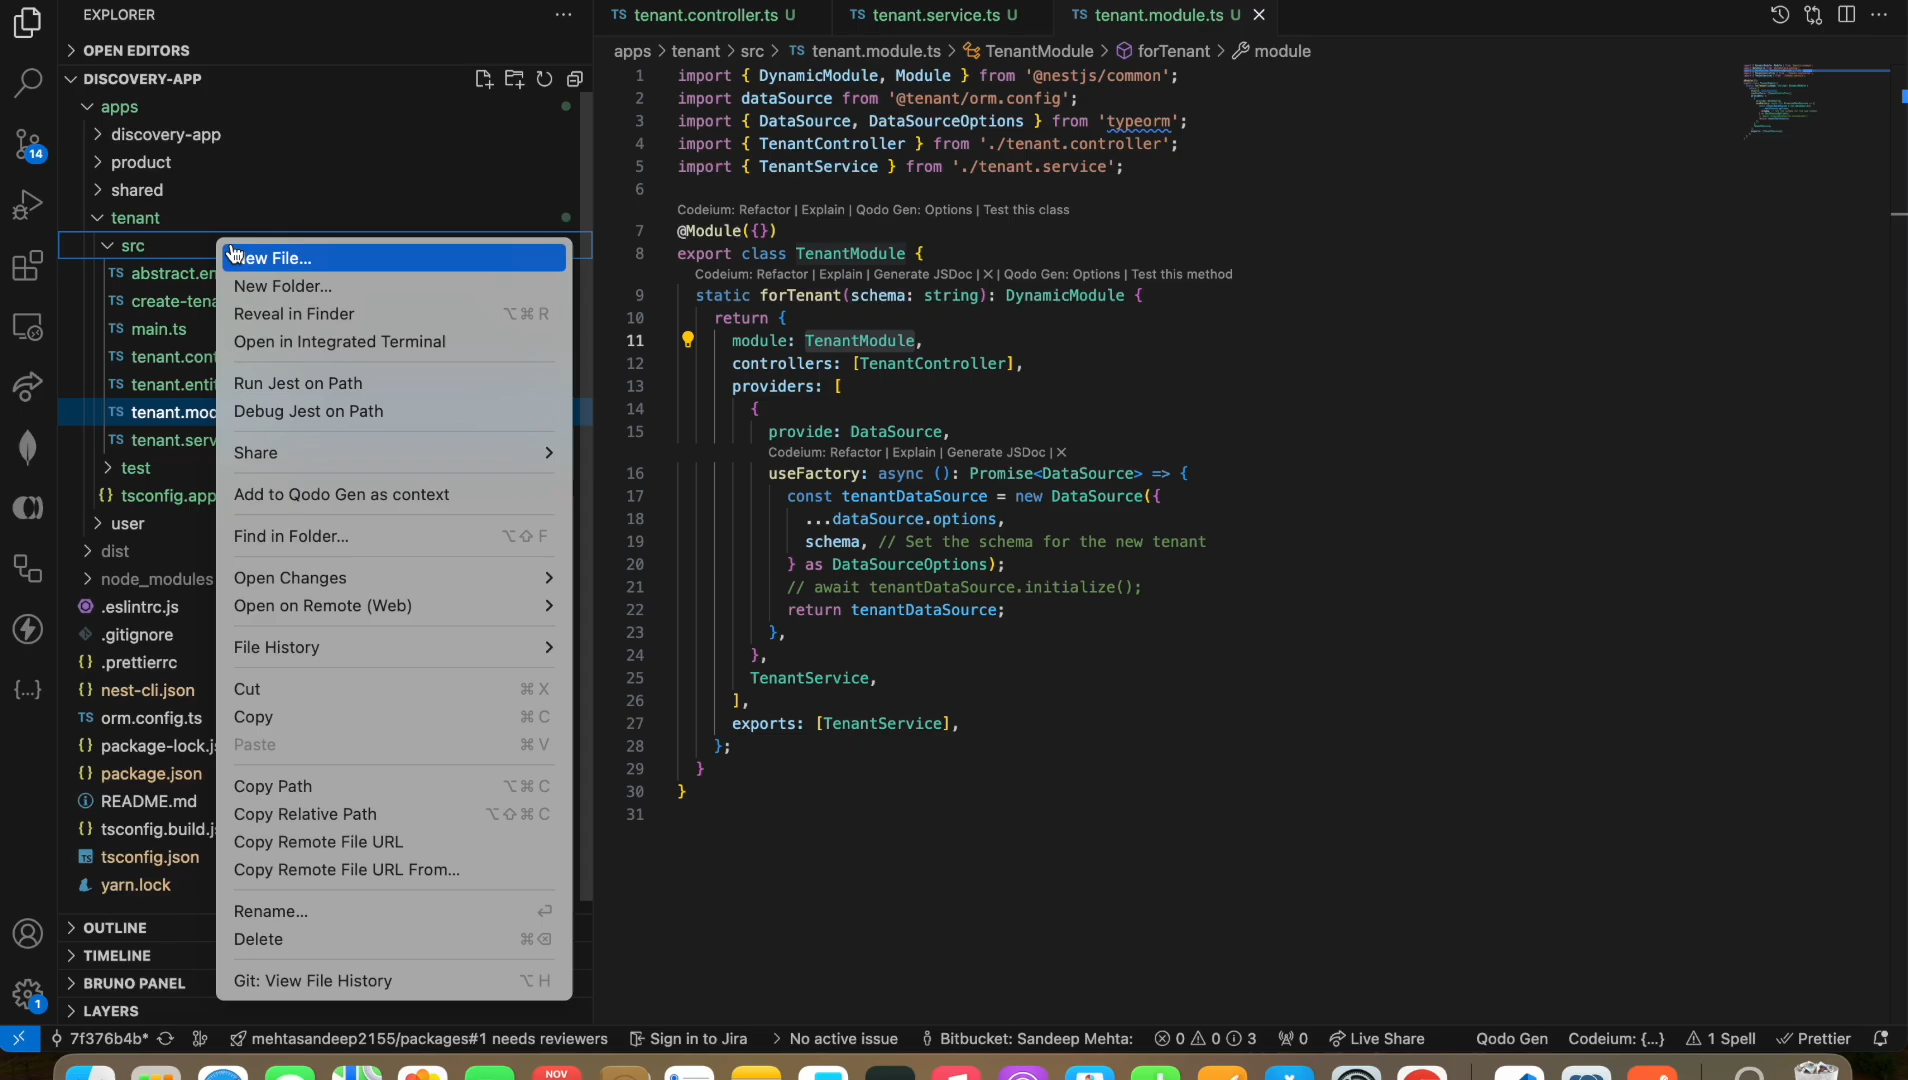 EXPLORER
OPEN EDITORS
DISCOVERY-APP
apps
discovery-app
product
shared
tenant
src
abstract.en
create-tena
main.ts
tenant.cont
tenant.entit
tenant.mod
tenant.serv
test
tsconfig.app
user
dist
node_modules
.eslintrc.js
.gitignore
.prettierrc
nest-cli.json
orm.config.ts
package-lock.js
package.json
README.md
tsconfig.build.js
tsconfig.json
yarn.lock
OUTLINE
TIMELINE
BRUNO PANEL
LAYERS
14
1
ew File...
New Folder...
Reveal in Finder ⌥⌘R
Open in Integrated Terminal
Run Jest on Path
Debug Jest on Path
Share
Add to Qodo Gen as context
Find in Folder... ⌥⇧F
Open Changes
Open on Remote (Web)
File History
Cut ⌘X
Copy ⌘C
Paste ⌘V
Copy Path ⌥⌘C
Copy Relative Path ⌥⇧⌘C
Copy Remote File URL
Copy Remote File URL From...
Rename... ⏎
Delete ⌘⌫
Git: View File History ⌥H
TS tenant.controller.ts U TS tenant.service.ts U TS tenant.module.ts U
apps > tenant > src > TS tenant.module.ts > TenantModule > forTenant > module
1 import { DynamicModule, Module } from '@nestjs/common';
2 import dataSource from '@tenant/orm.config';
3 import { DataSource, DataSourceOptions } from 'typeorm';
4 import { TenantController } from './tenant.controller';
5 import { TenantService } from './tenant.service';
6
Codeium: Refactor | Explain | Qodo Gen: Options | Test this class
7 @Module({})
8 export class TenantModule {
Codeium: Refactor | Explain | Generate JSDoc | X | Qodo Gen: Options | Test this method
9 static forTenant(schema: string): DynamicModule {
10 return {
11 module: TenantModule,
12 controllers: [TenantController],
13 providers: [
14 {
15 provide: DataSource,
Codeium: Refactor | Explain | Generate JSDoc | X
16 useFactory: async (): Promise<DataSource> => {
17 const tenantDataSource = new DataSource({
18 ...dataSource.options,
19 schema, // Set the schema for the new tenant
20 } as DataSourceOptions);
21 // await tenantDataSource.initialize();
22 return tenantDataSource;
23 },
24 },
25 TenantService,
26 ],
27 exports: [TenantService],
28 };
29 }
30 }
31
7f376b4b* mehtasandeep2155/packages#1 needs reviewers Sign in to Jira No active issue Bitbucket: Sandeep Mehta: 0 0 3 0 Live Share Qodo Gen Codeium: {...} 1 Spell Prettier
NOV